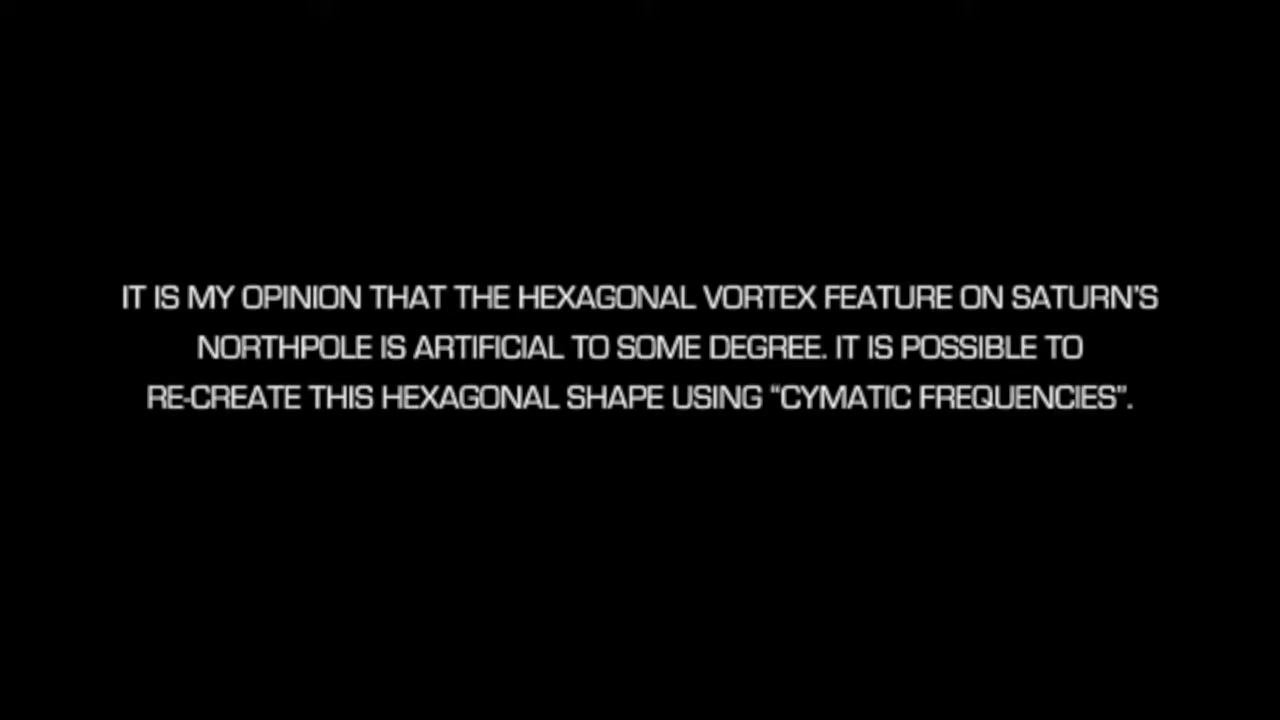 IT IS MY OPINION THAT THE HEXAGONAL VORTEX FEATURE ON SATURN'S
NORTHPOLE IS ARTIFICIAL TO SOME DEGREE. IT IS POSSIBLE TO
RE-CREATE THIS HEXAGONAL SHAPE USING “CYMATIC FREQUENCIES”.